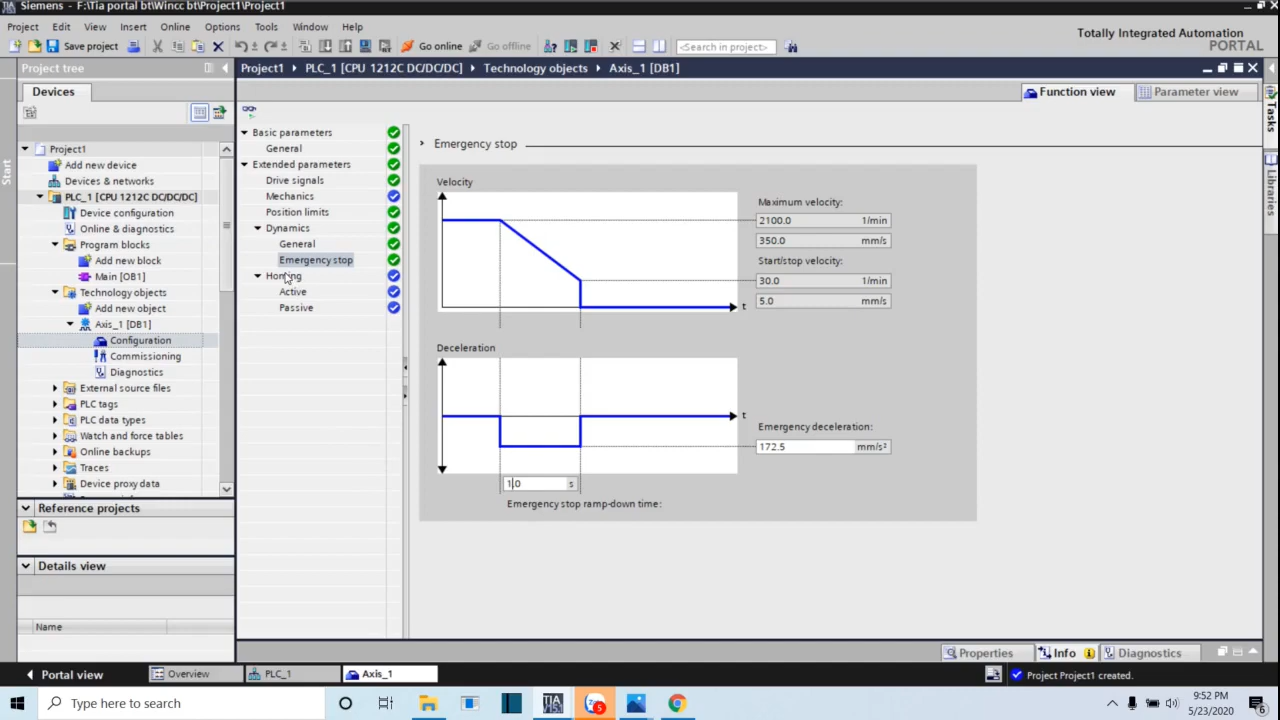 Siemens - F:\Tia portal bt\Wincc bt\Project1\Project1
Project Edit View Insert Online Options Tools Window Help
Totally Integrated Automation
PORTAL
Save project
Go online
Go offline
<Search in project>
Project tree
Project1 PLC_1 [CPU 1212C DC/DC/DC] Technology objects Axis_1 [DB1]
Devices
Function view
Parameter view
Start
Tasks
Libraries
Project1
Add new device
Devices & networks
PLC_1 [CPU 1212C DC/DC/DC]
Device configuration
Online & diagnostics
Program blocks
Add new block
Main [OB1]
Technology objects
Add new object
Axis_1 [DB1]
Configuration
Commissioning
Diagnostics
External source files
PLC tags
PLC data types
Watch and force tables
Online backups
Traces
Device proxy data
Reference projects
Details view
Name
Basic parameters
General
Extended parameters
Drive signals
Mechanics
Position limits
Dynamics
General
Emergency stop
Homing
Active
Passive
Emergency stop
Velocity
Maximum velocity:
2100.0 1/min
350.0 mm/s
Start/stop velocity:
30.0 1/min
5.0 mm/s
t
Deceleration
t
Emergency deceleration:
172.5 mm/s²
1.0 s
Emergency stop ramp-down time:
Properties
Info
Diagnostics
Portal view
Overview
PLC_1
Axis_1
Project Project1 created.
Type here to search
TIA
5
9:52 PM
5/23/2020
6